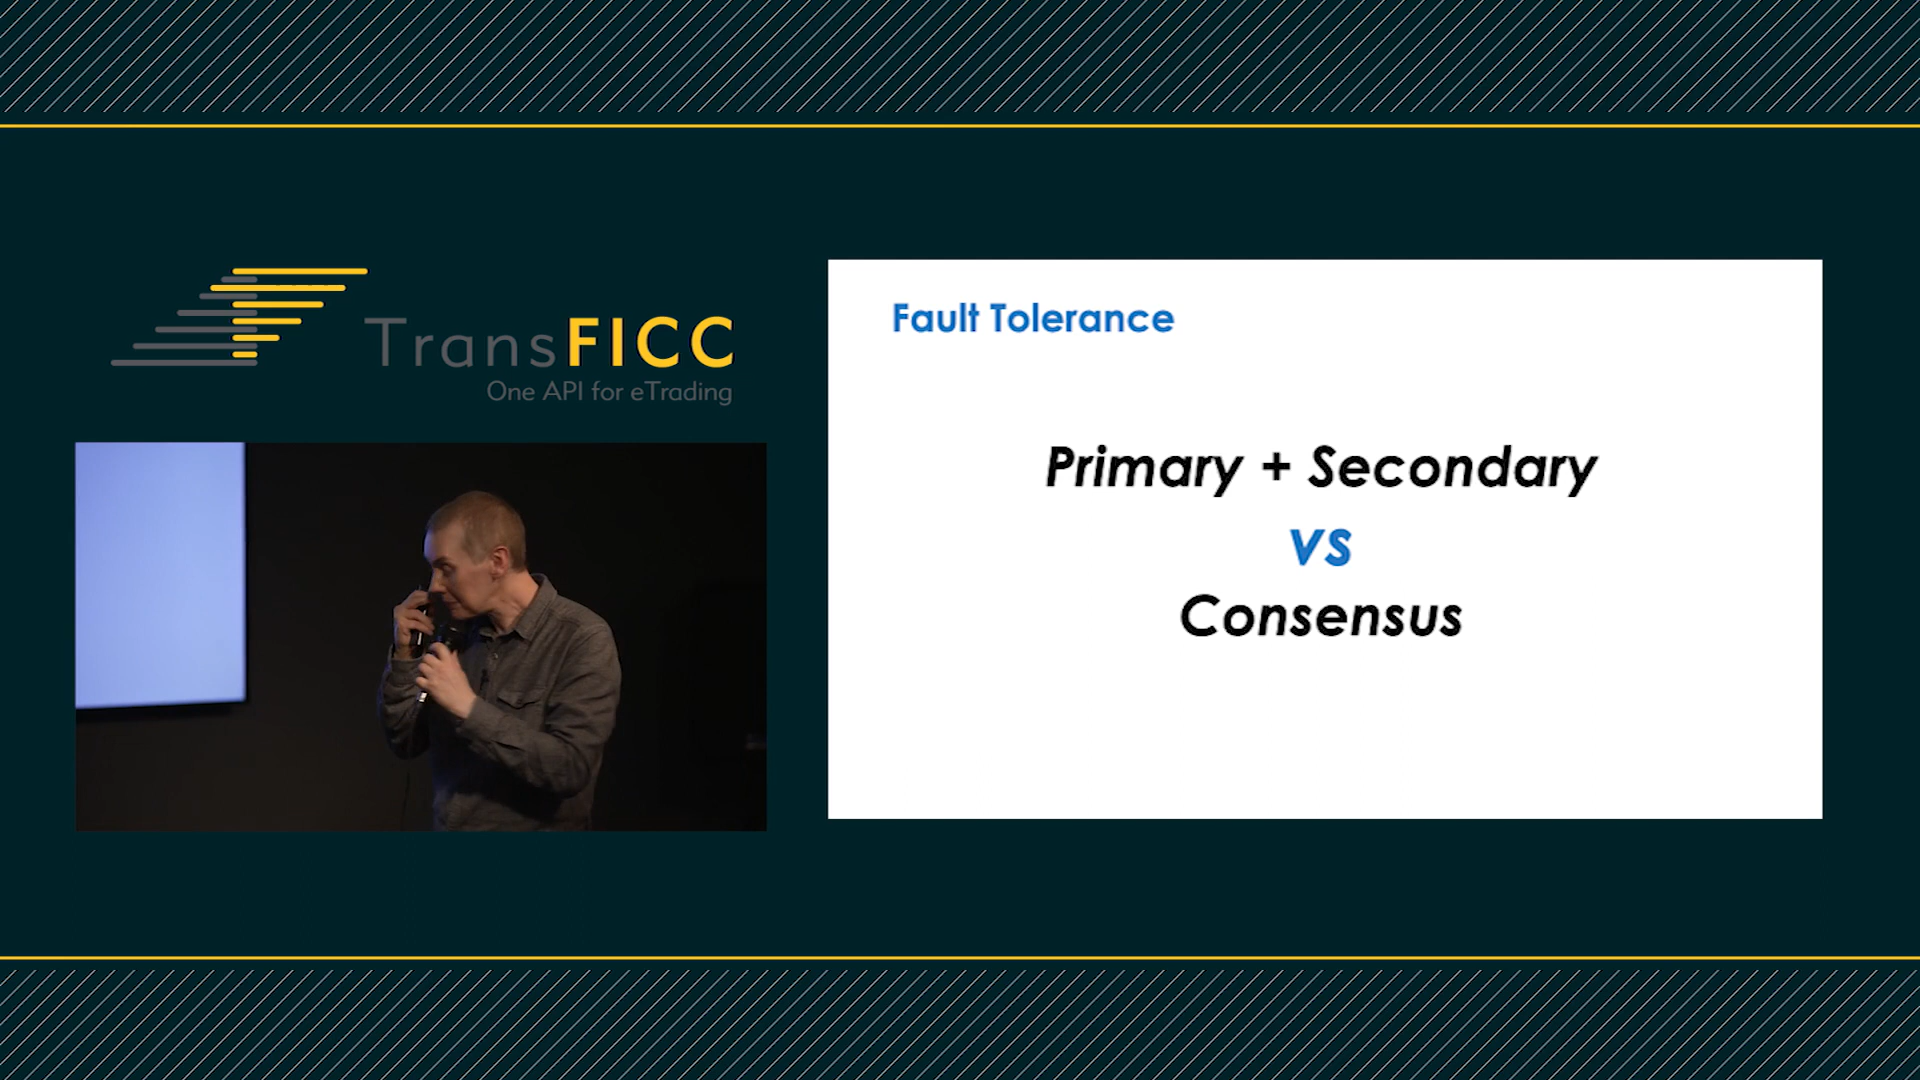 TransFICC
One API for eTrading
Fault Tolerance
Primary + Secondary
vs
Consensus